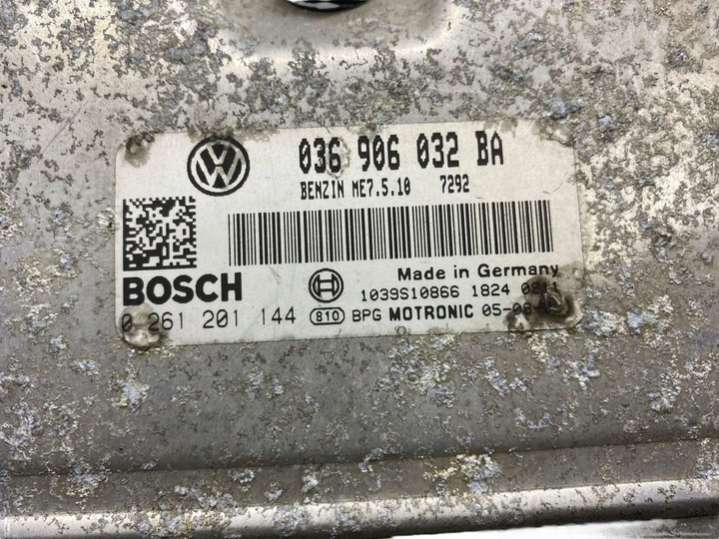 036 906 032 BA
BENZIN ME7.5.10 7292
Made in Germany
BOSCH
1039S10866 1824
0 261 201 144 810 BPG MOTRONIC